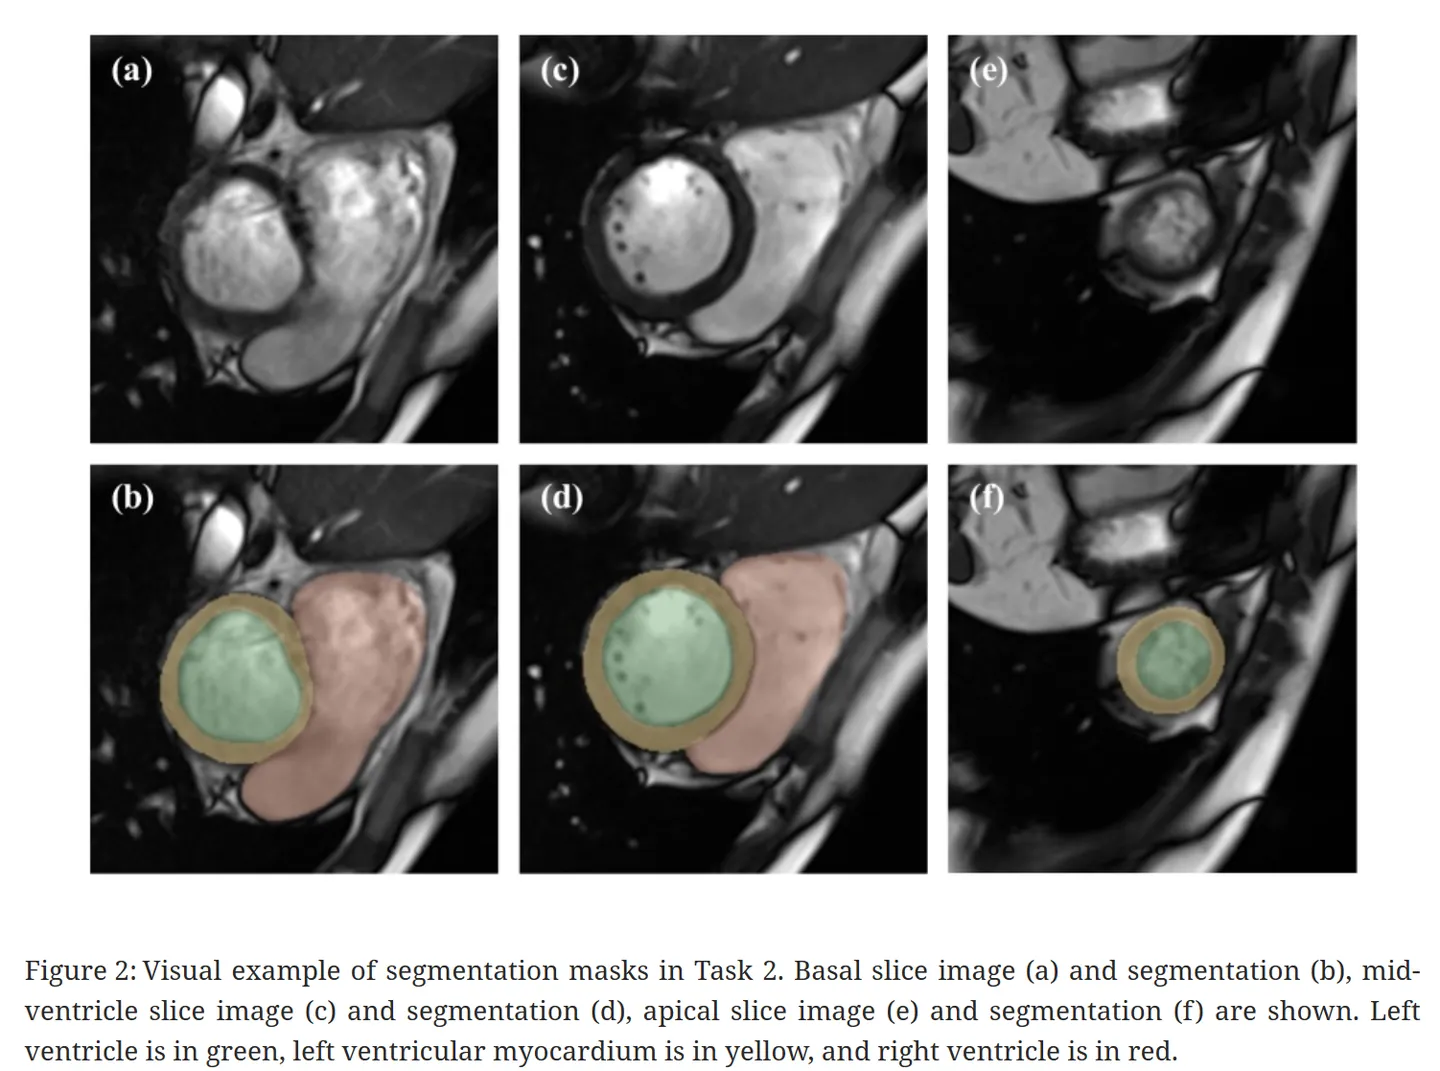 (a)
(c)
(e)
(b)
(d)
(f)
Figure 2: Visual example of segmentation masks in Task 2. Basal slice image (a) and segmentation (b), mid-
ventricle slice image (c) and segmentation (d), apical slice image (e) and segmentation (f) are shown. Left
ventricle is in green, left ventricular myocardium is in yellow, and right ventricle is in red.